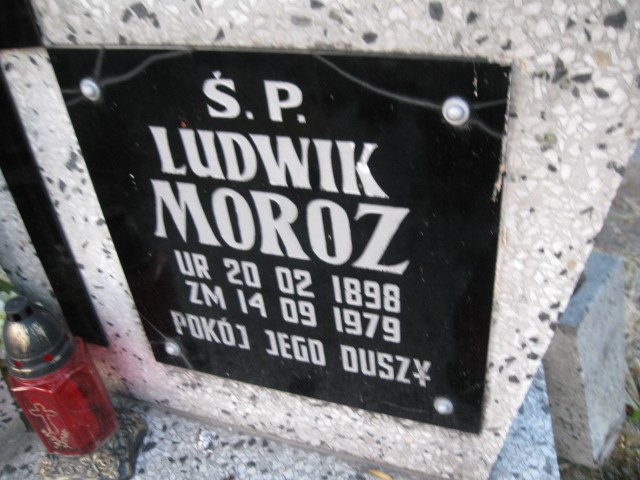 Ś.P.
LUDWIK
MOROZ
UR 20 02 1898
ZM 14 09 1979
POKÓJ JEGO DUSZY